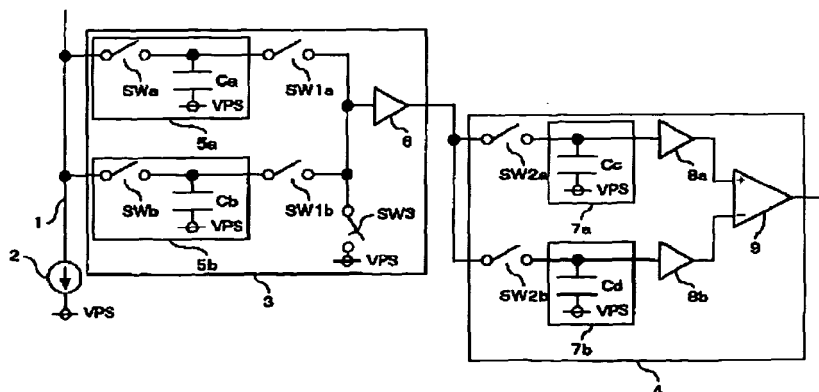 SWa
Ca
VPS
SW1a
5a
6
SWb
Cb
VPS
SW1b
5b
SW3
VPS
3
1
2
VPS
SW2a
Cc
VPS
7a
8a
SW2b
Cd
VPS
7b
8b
+
−
9
4